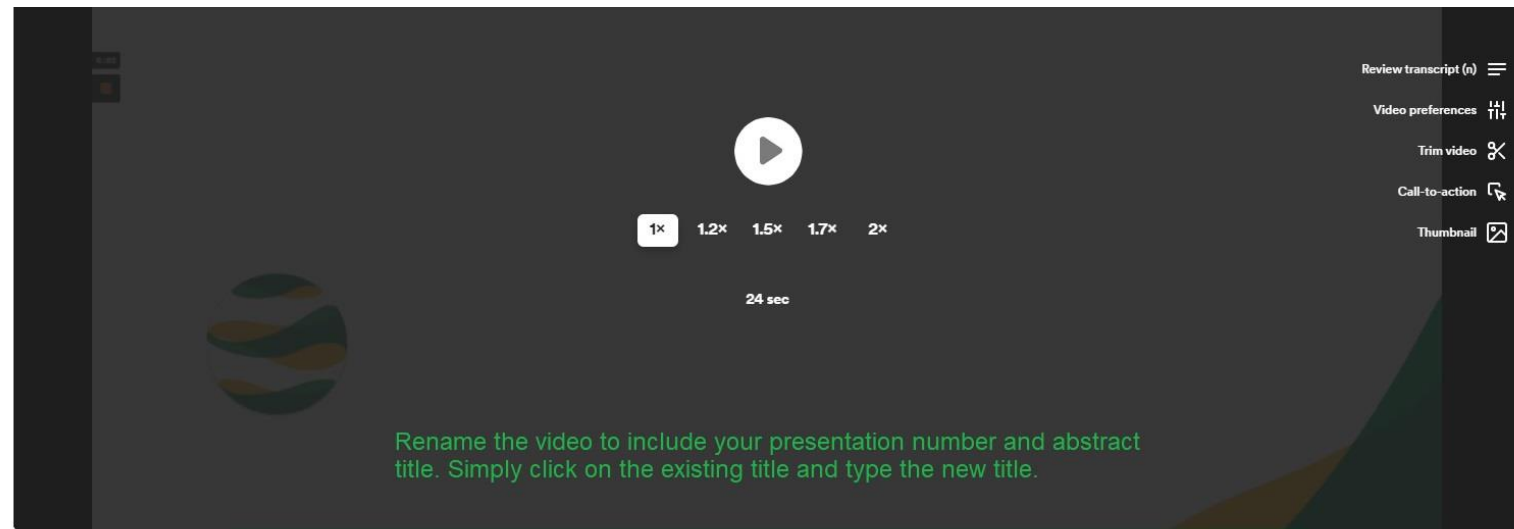 Review transcript (n)
Video preferences
Trim video
Call-to-action
Thumbnail
1× 1.2× 1.5× 1.7× 2×
24 sec
Rename the video to include your presentation number and abstract
title. Simply click on the existing title and type the new title.